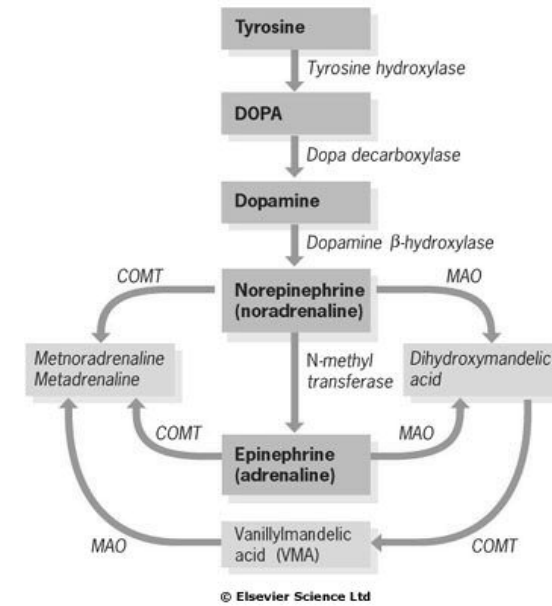 Tyrosine
Tyrosine hydroxylase
DOPA
Dopa decarboxylase
Dopamine
Dopamine β-hydroxylase
COMT
Norepinephrine
(noradrenaline)
MAO
Metnoradrenaline
Metadrenaline
N-methyl
transferase
Dihydroxymandelic
acid
COMT
Epinephrine
(adrenaline)
MAO
MAO
Vanillylmandelic
acid (VMA)
COMT
© Elsevier Science Ltd